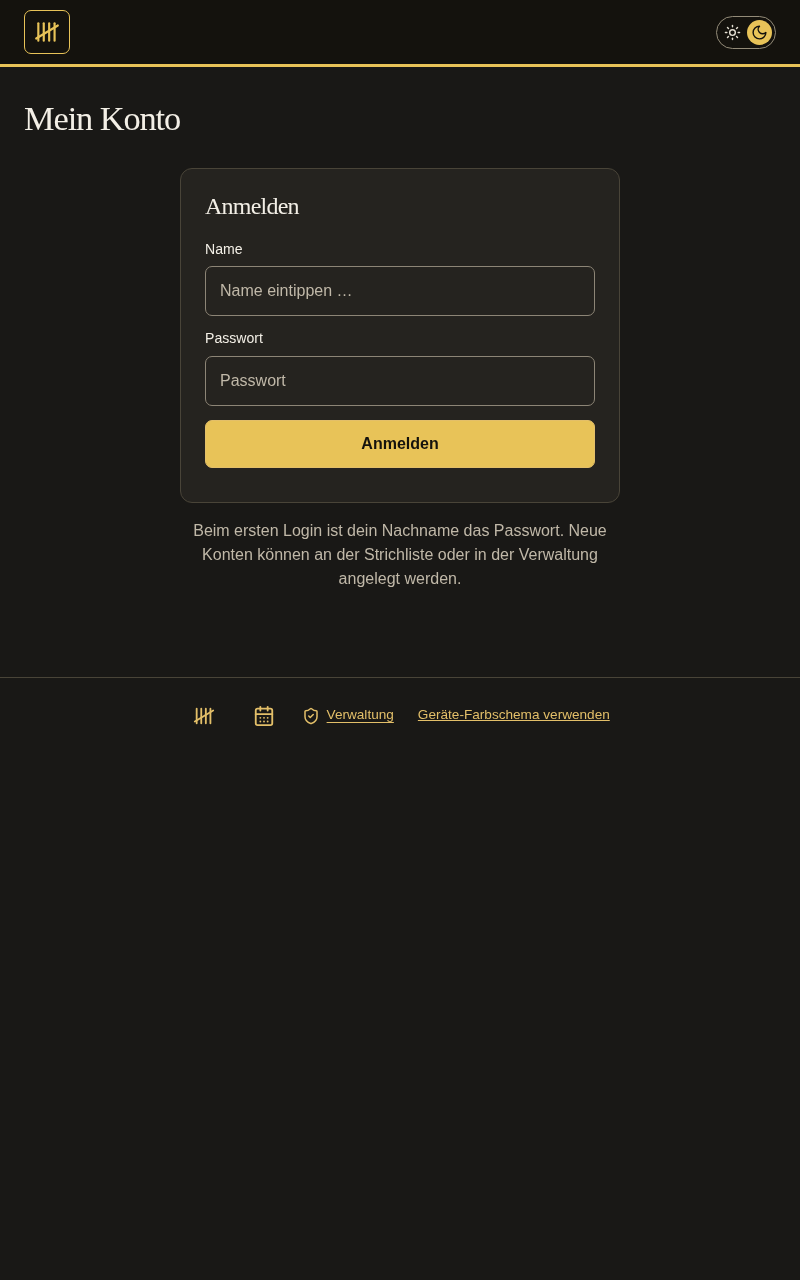 Mein Konto
Anmelden
Name
Name eintippen …
Passwort
Passwort
Anmelden
Beim ersten Login ist dein Nachname das Passwort. Neue
Konten können an der Strichliste oder in der Verwaltung
angelegt werden.
Verwaltung
Geräte-Farbschema verwenden